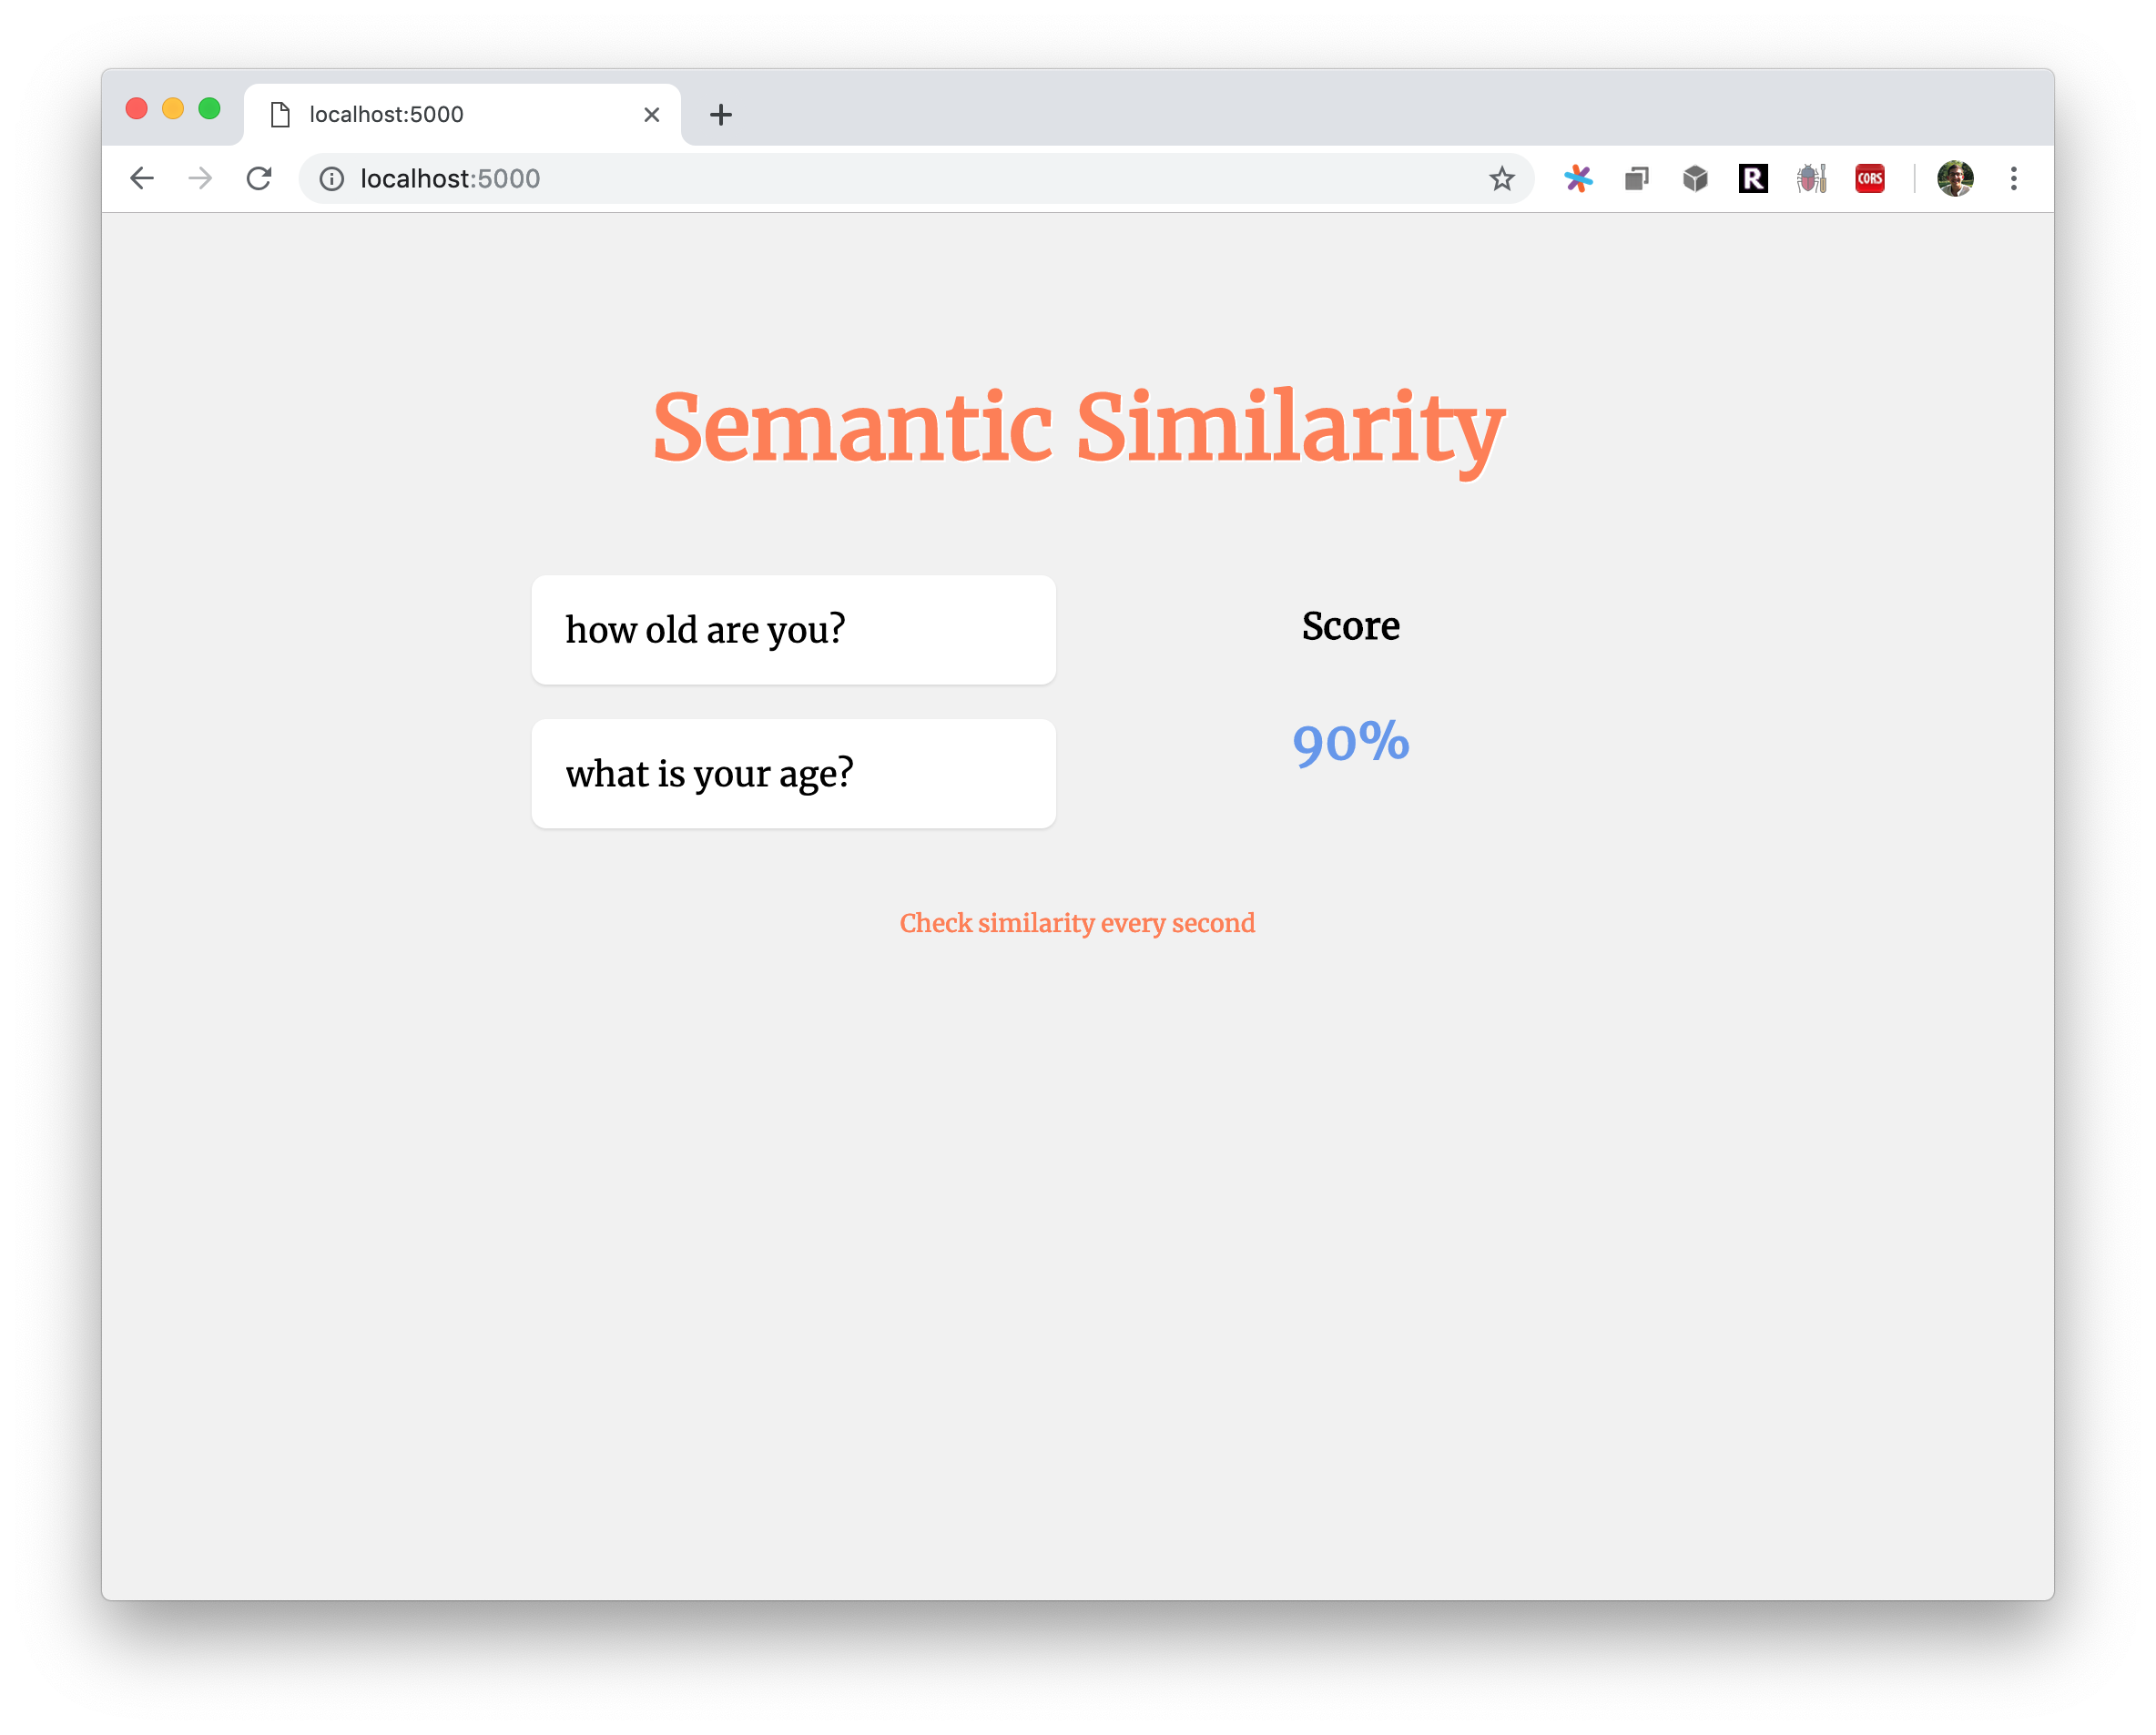 localhost:5000
localhost:5000
R
CORS
Semantic Similarity
how old are you?
Score
what is your age?
90%
Check similarity every second